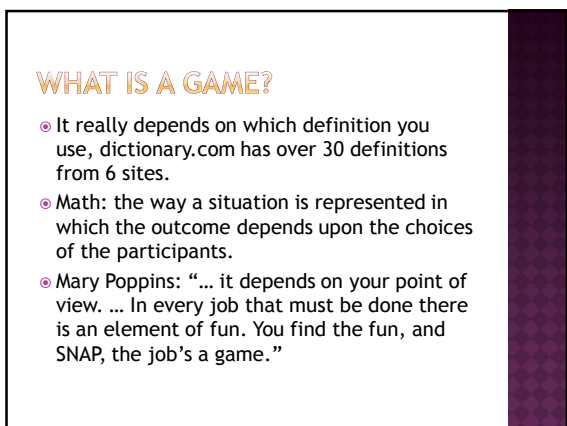 WHAT IS A GAME?
It really depends on which definition you
use, dictionary.com has over 30 definitions
from 6 sites.
Math: the way a situation is represented in
which the outcome depends upon the choices
of the participants.
Mary Poppins: “… it depends on your point of
view. … In every job that must be done there
is an element of fun. You find the fun, and
SNAP, the job’s a game.”